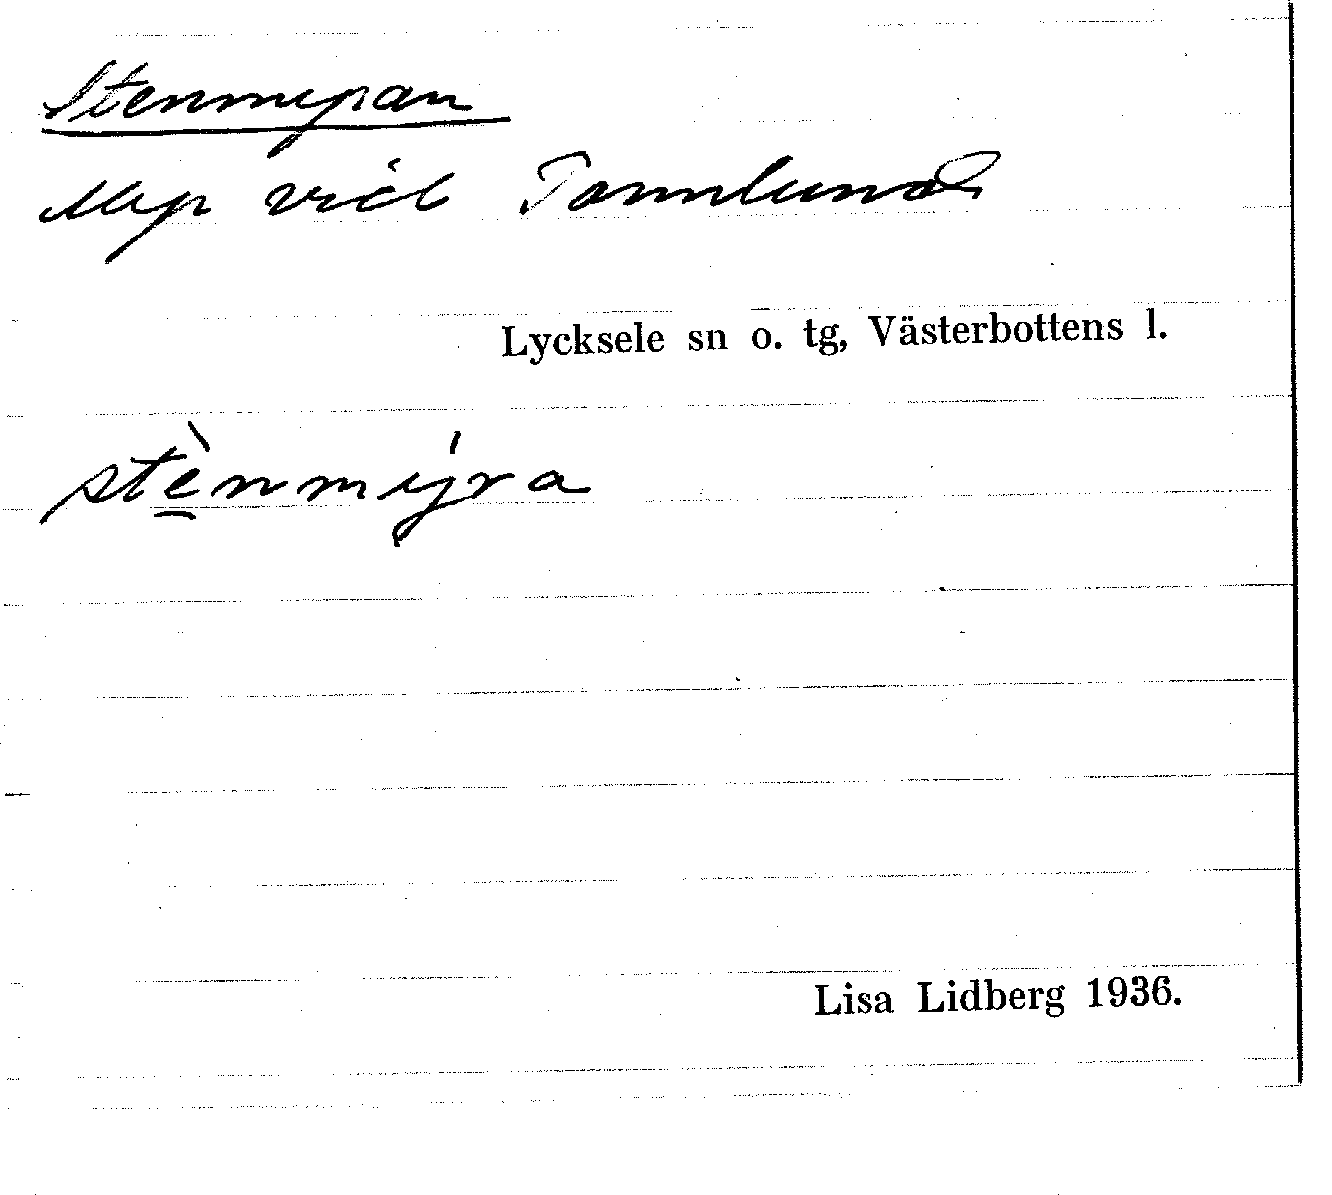 Stenmyran
Myr vid Tannlund
Lycksele sn o. tg, Västerbottens l.
stènmýra
Lisa Lidberg 1936.